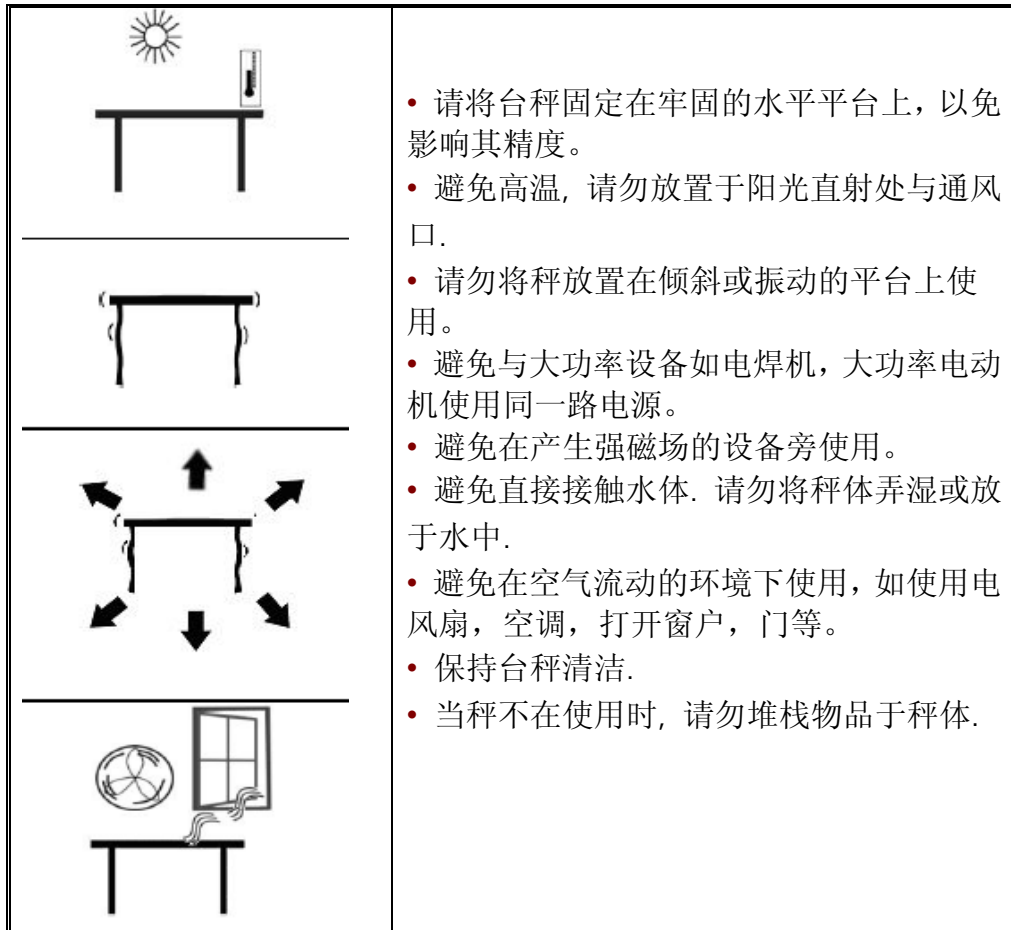 • 请将台秤固定在牢固的水平平台上，以免
影响其精度。
• 避免高温, 请勿放置于阳光直射处与通风
口.
• 请勿将秤放置在倾斜或振动的平台上使
用。
• 避免与大功率设备如电焊机，大功率电动
机使用同一路电源。
• 避免在产生强磁场的设备旁使用。
• 避免直接接触水体. 请勿将秤体弄湿或放
于水中.
• 避免在空气流动的环境下使用，如使用电
风扇，空调，打开窗户，门等。
• 保持台秤清洁.
• 当秤不在使用时, 请勿堆栈物品于秤体.